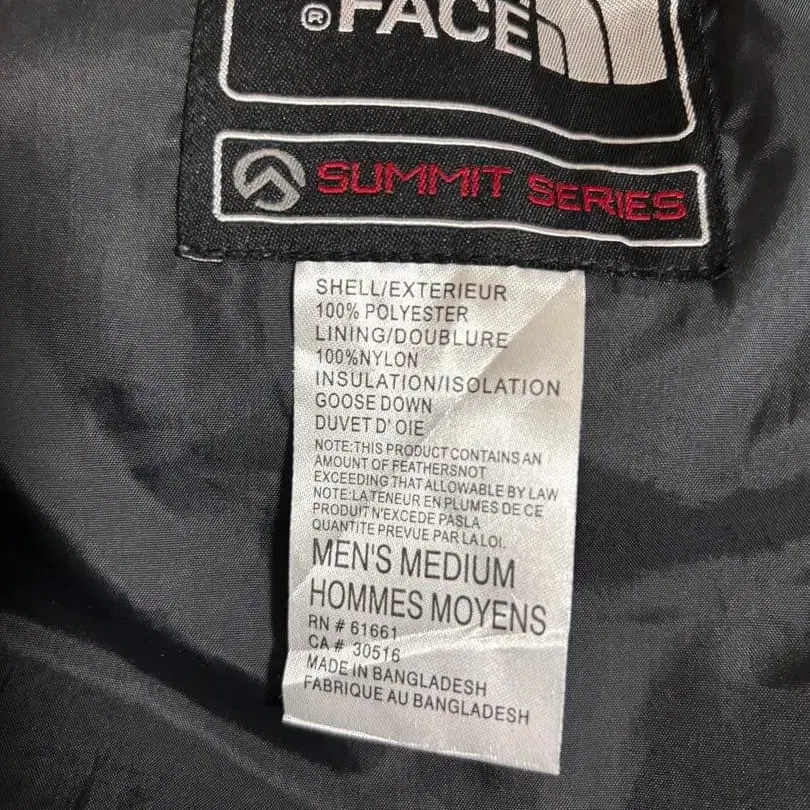 ® FACE
SUMMIT SERIES
SHELL/EXTERIEUR
100% POLYESTER
LINING/DOUBLURE
100%NYLON
INSULATION/ISOLATION
GOOSE DOWN
DUVET D' OIE
NOTE:THIS PRODUCT CONTAINS AN
AMOUNT OF FEATHERSNOT
EXCEEDING THAT ALLOWABLE BY LAW
NOTE:LA TENEUR EN PLUMES DE CE
PRODUIT N'EXCEDE PASLA
QUANTITE PREVUE PAR LA LOI.
MEN'S MEDIUM
HOMMES MOYENS
RN # 61661
CA # 30516
MADE IN BANGLADESH
FABRIQUE AU BANGLADESH